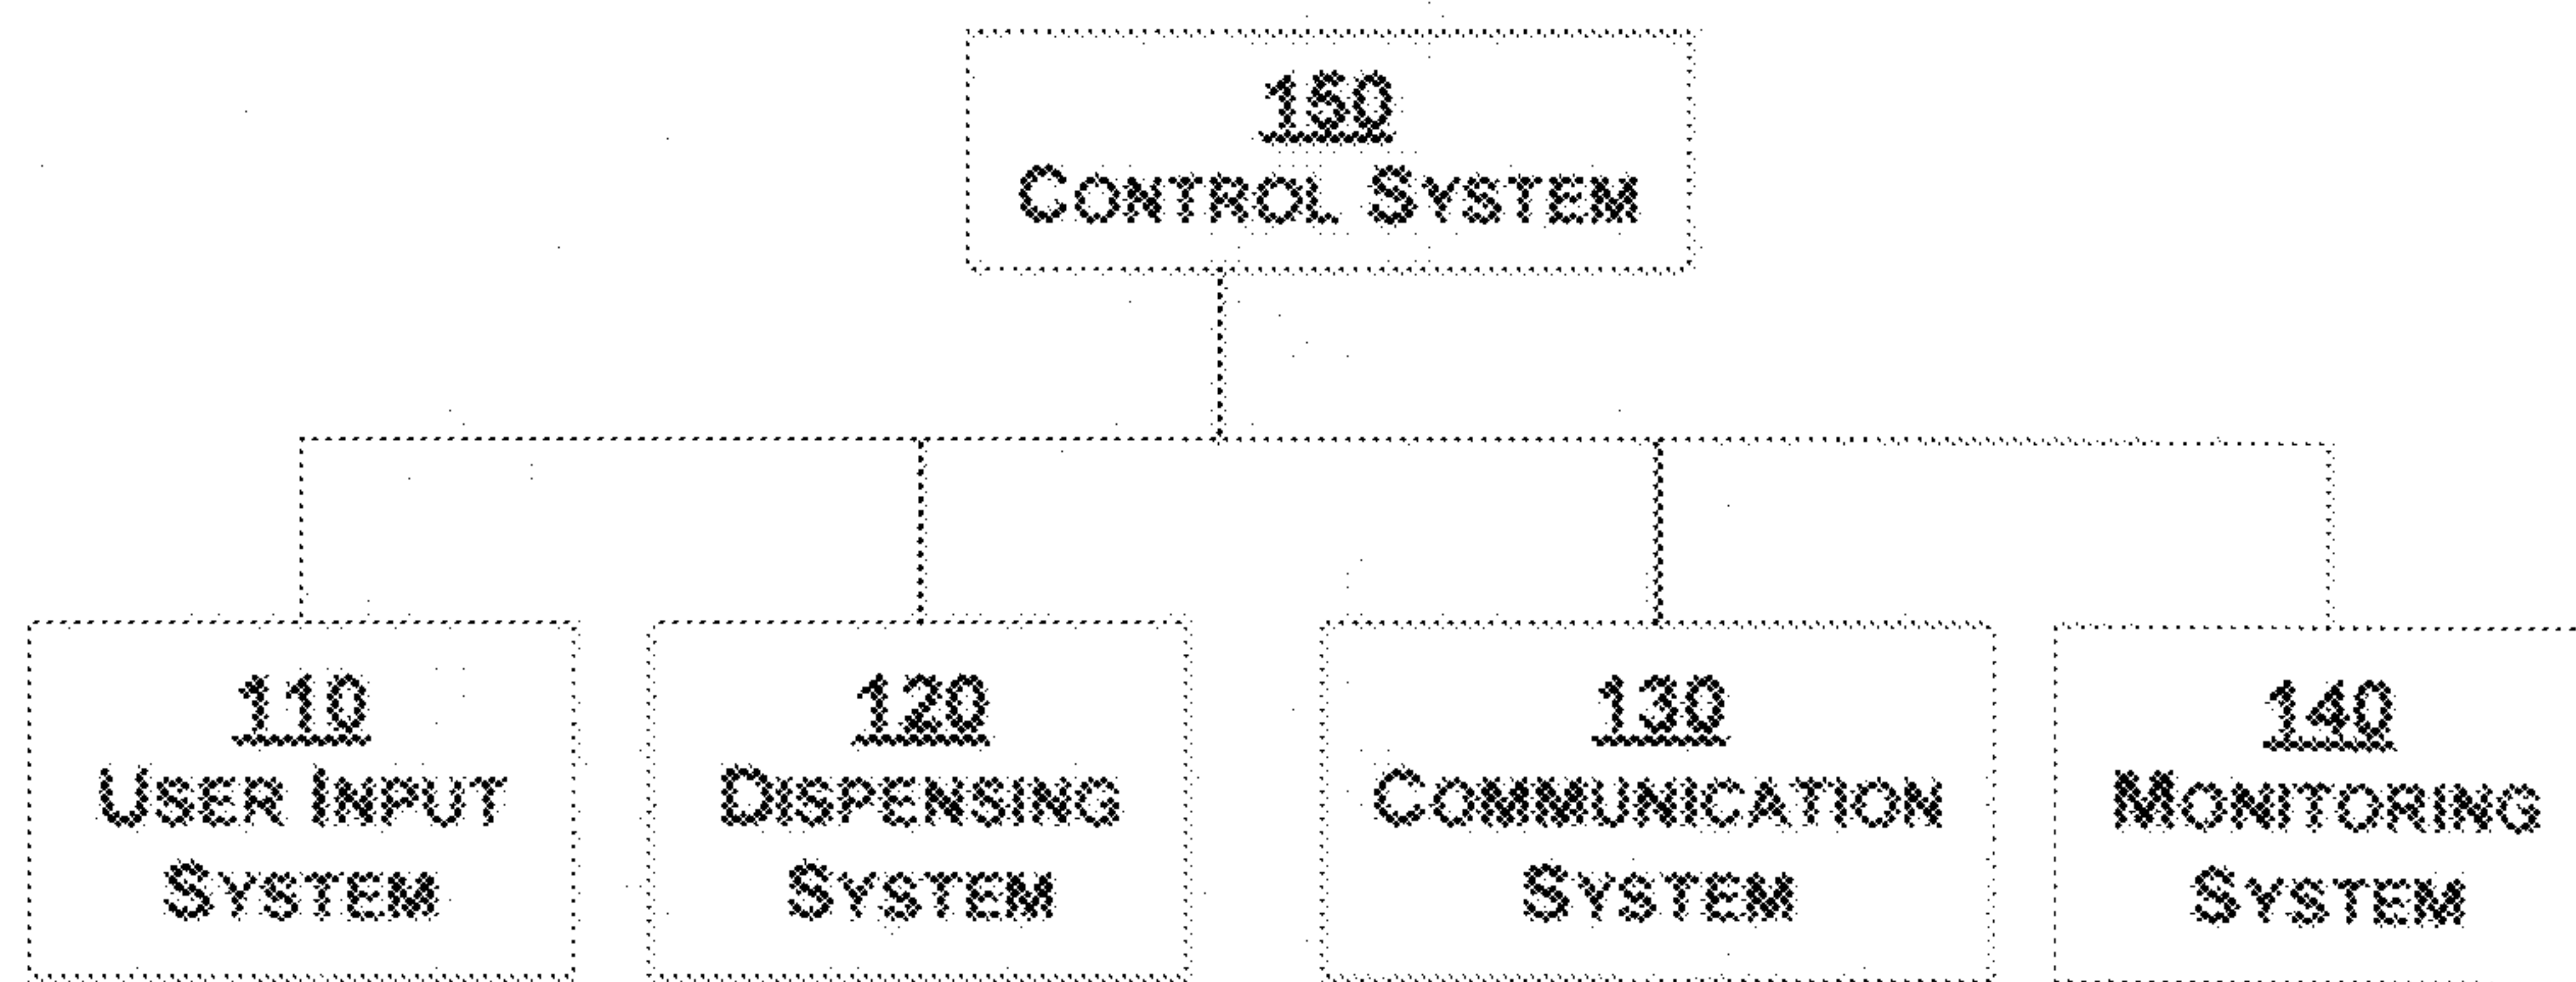 150
CONTROL SYSTEM
110
USER INPUT
SYSTEM
120
DISPENSING
SYSTEM
130
COMMUNICATION
SYSTEM
140
MONITORING
SYSTEM